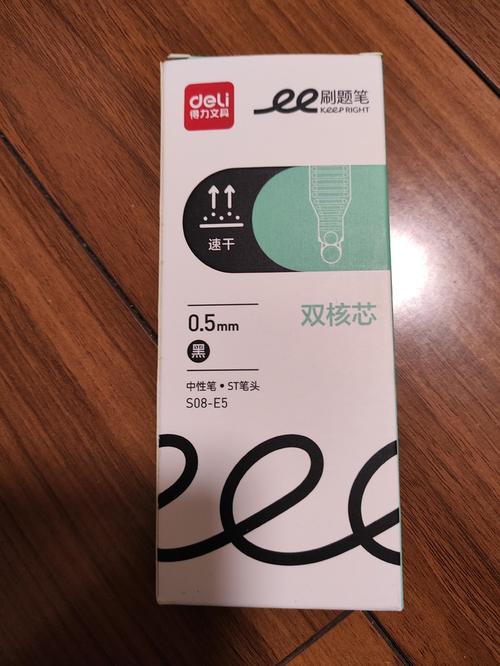 deli
得力文具
刷题笔
KEEP RIGHT
速干
双核芯
0.5mm
黑
中性笔•ST笔头
S08-E5